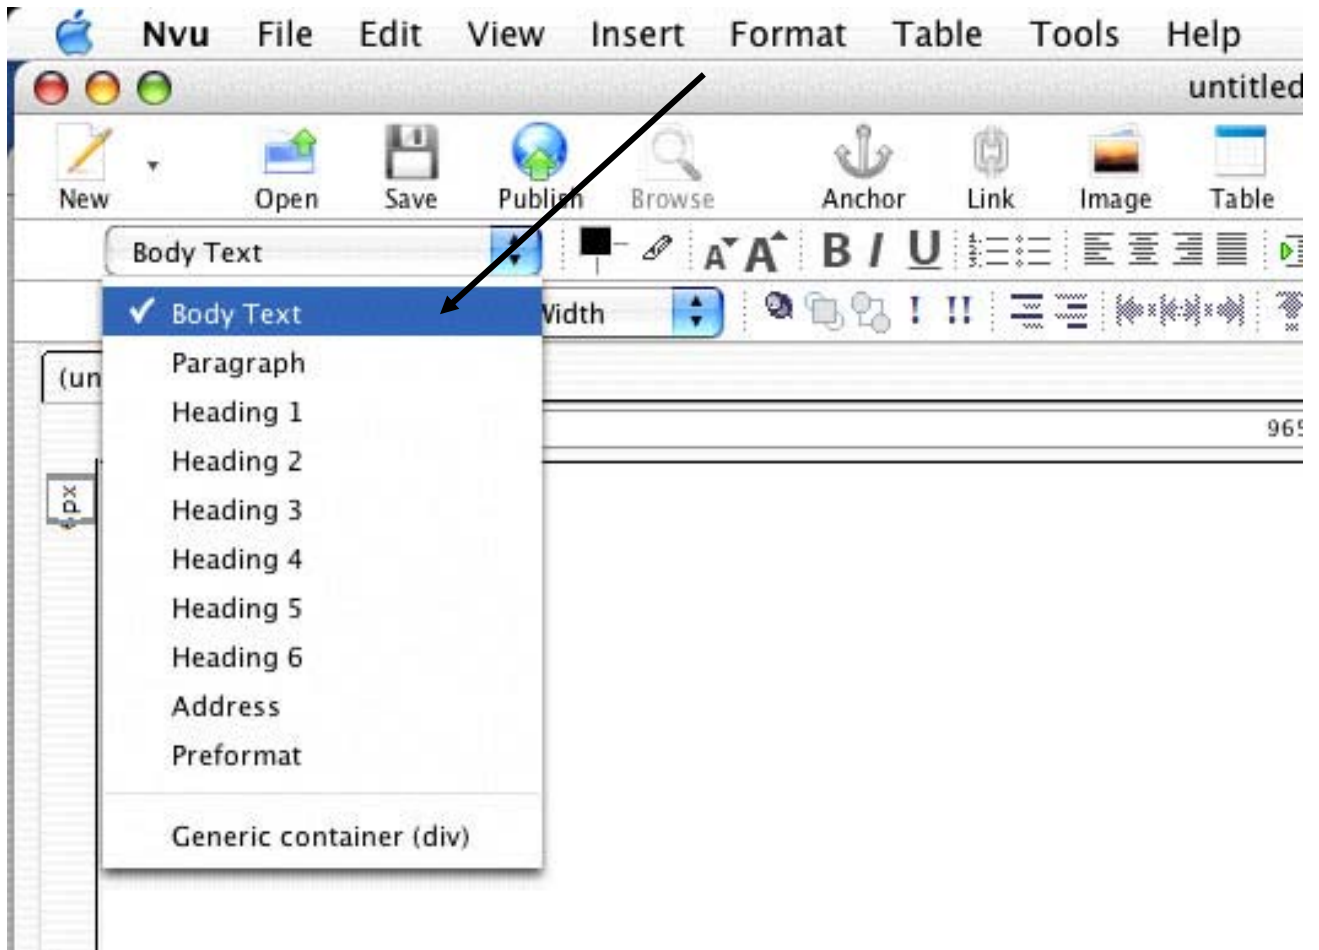 Nvu File Edit View Insert Format Table Tools Help
untitled
New Open Save Publish Browse Anchor Link Image Table
Body Text
B I U
Body Text
Width
Paragraph
(un
Heading 1
965
Heading 2
px
Heading 3
Heading 4
Heading 5
Heading 6
Address
Preformat
Generic container (div)